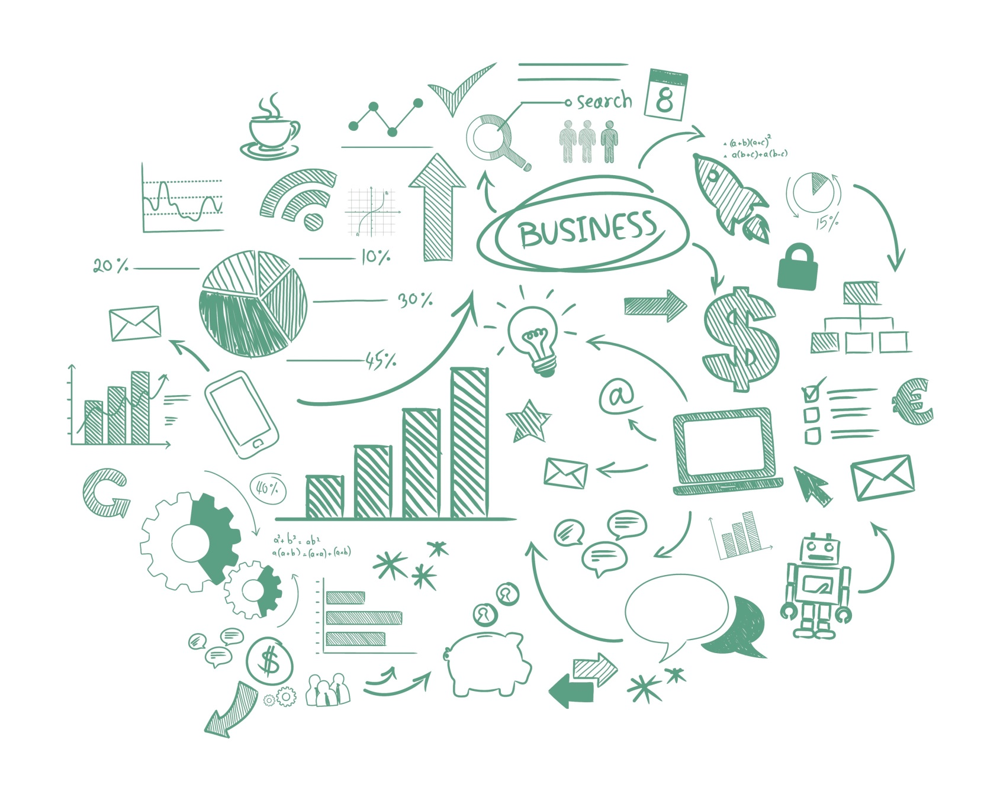 search
8
• (a+b)(a+c)²
• a(b+c)+a(b-c)
B
A
BUSINESS
15%
20%
10%
30%
45%
$
@
€
40%
a²+b²=ab²
a(a+b)=(a×a)+(a×b)
$